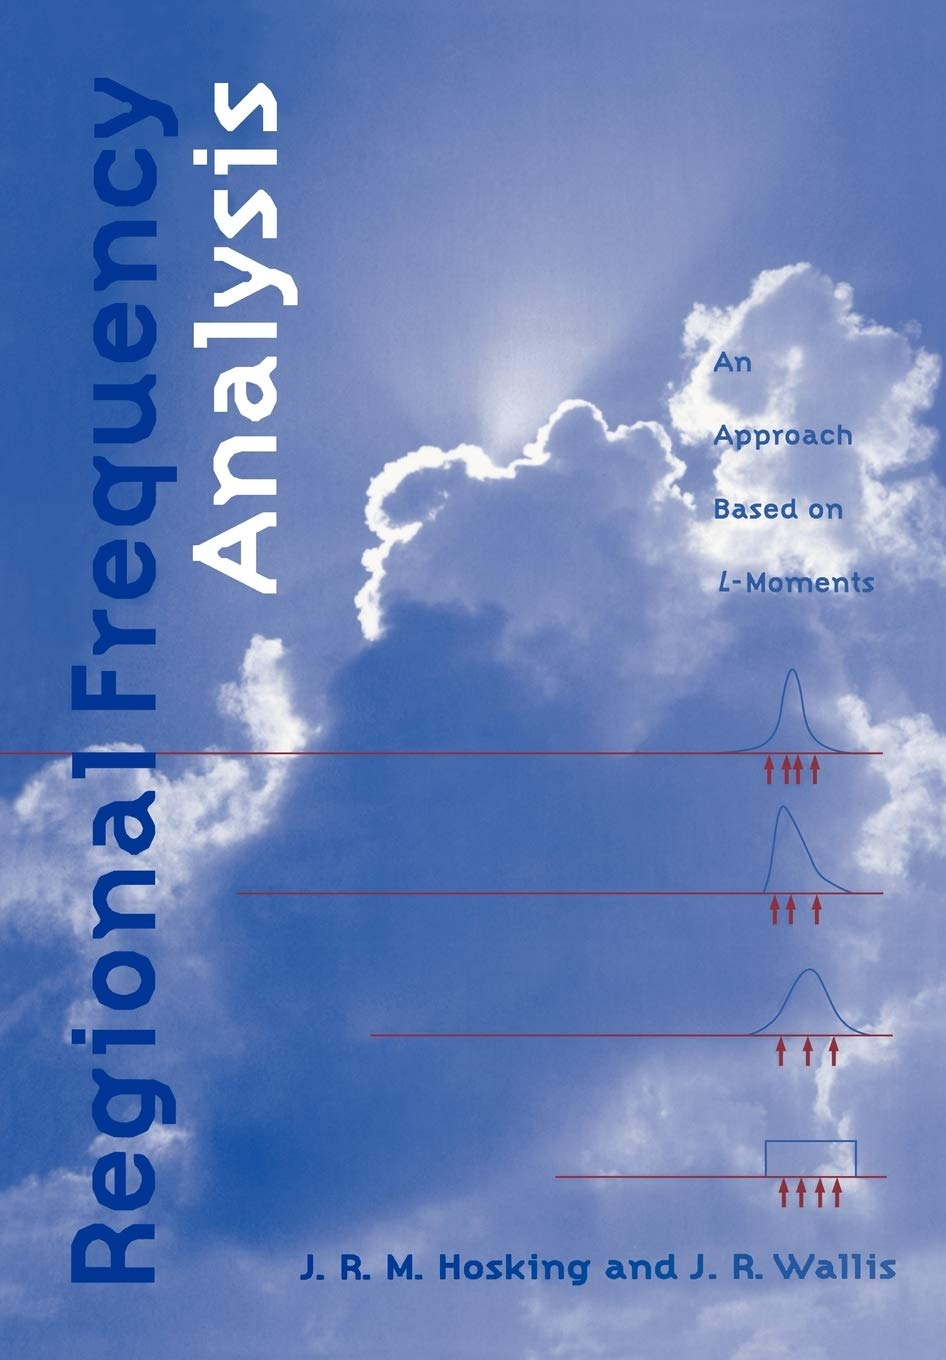 Regional Frequency
Analysis
An
Approach
Based on
L-Moments
J. R. M. Hosking and J. R. Wallis